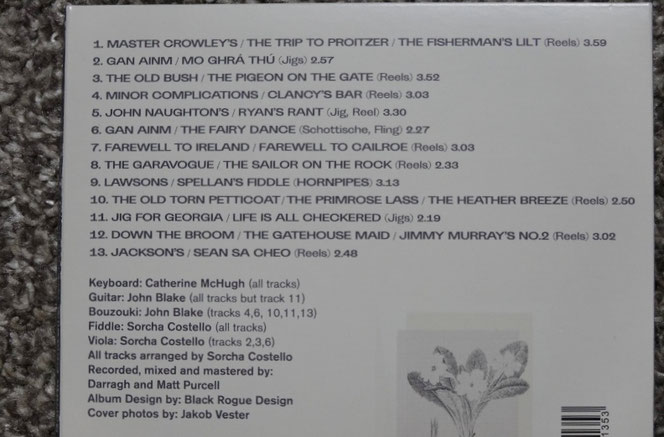 1. MASTER CROWLEY'S / THE TRIP TO PROITZER / THE FISHERMAN'S LILT (Reels) 3.59
2. GAN AINM / MO GHRÁ THÚ (Jigs) 2.57
3. THE OLD BUSH / THE PIGEON ON THE GATE (Reels) 3.52
4. MINOR COMPLICATIONS / CLANCY'S BAR (Reels) 3.03
5. JOHN NAUGHTON'S / RYAN'S RANT (Jig, Reel) 3.30
6. GAN AINM / THE FAIRY DANCE (Schottische, Fling) 2.27
7. FAREWELL TO IRELAND / FAREWELL TO CAILROE (Reels) 3.03
8. THE GARAVOGUE / THE SAILOR ON THE ROCK (Reels) 2.33
9. LAWSONS / SPELLAN'S FIDDLE (HORNPIPES) 3.13
10. THE OLD TORN PETTICOAT / THE PRIMROSE LASS / THE HEATHER BREEZE (Reels) 2.50
11. JIG FOR GEORGIA / LIFE IS ALL CHECKERED (Jigs) 2.19
12. DOWN THE BROOM / THE GATEHOUSE MAID / JIMMY MURRAY'S NO.2 (Reels) 3.02
13. JACKSON'S / SEAN SA CHEO (Reels) 2.48
Keyboard: Catherine McHugh (all tracks)
Guitar: John Blake (all tracks but track 11)
Bouzouki: John Blake (tracks 4,6, 10,11,13)
Fiddle: Sorcha Costello (all tracks)
Viola: Sorcha Costello (tracks 2,3,6)
All tracks arranged by Sorcha Costello
Recorded, mixed and mastered by:
Darragh and Matt Purcell
Album Design by: Black Rogue Design
Cover photos by: Jakob Vester
1353